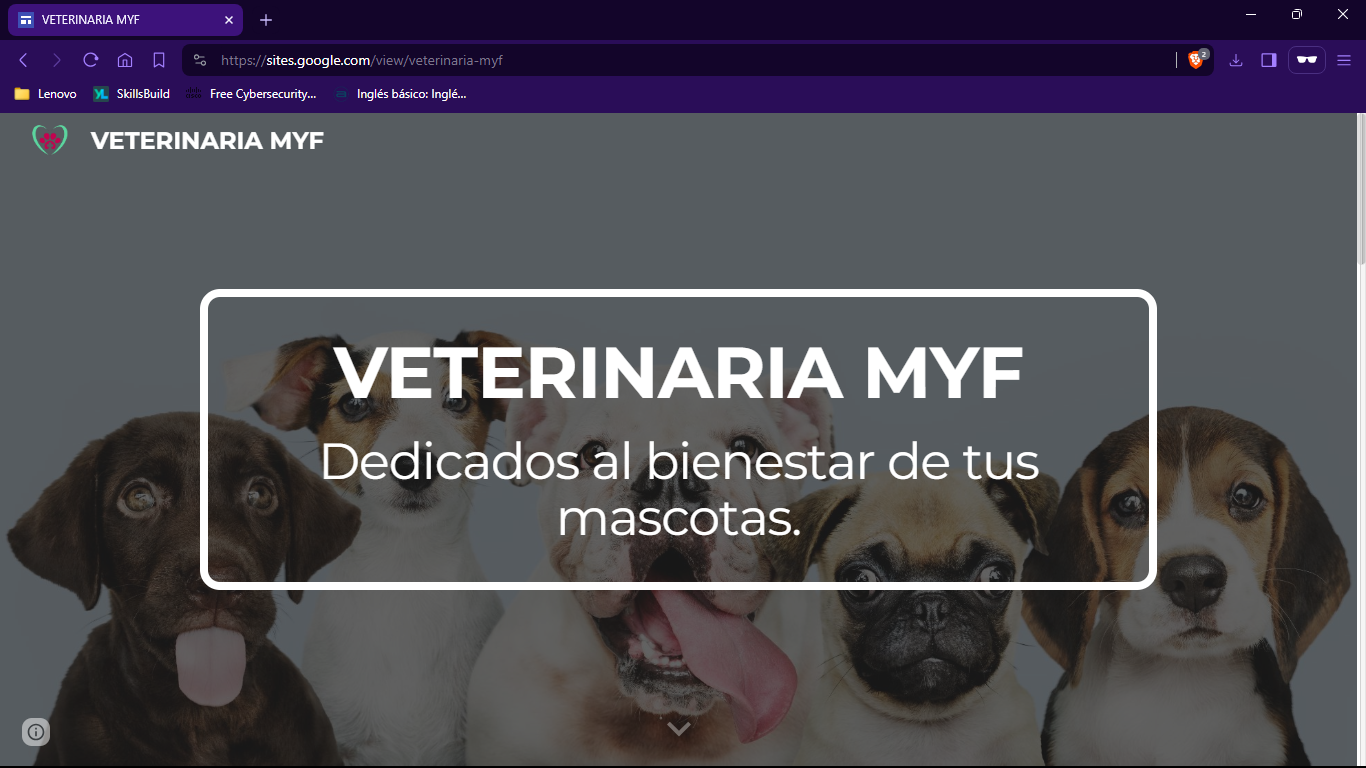 VETERINARIA MYF
https://sites.google.com/view/veterinaria-myf
2
Lenovo
SkillsBuild
Free Cybersecurity...
Inglés básico: Inglé...
VETERINARIA MYF
VETERINARIA MYF
Dedicados al bienestar de tus
mascotas.